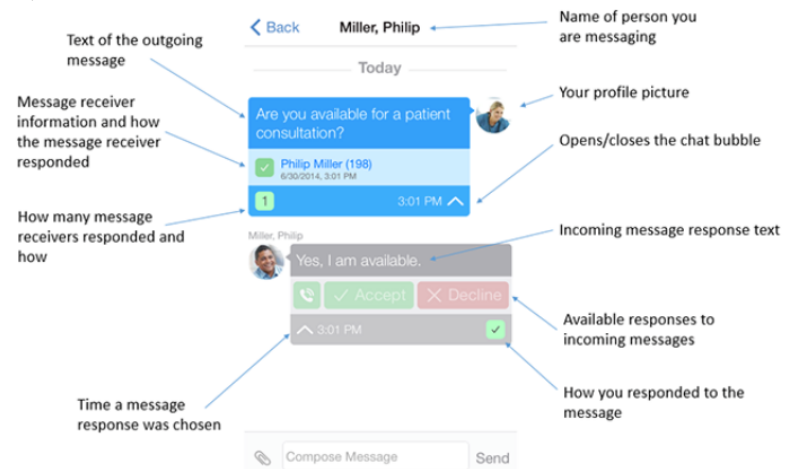 Back
Miller, Philip
Name of person you
are messaging
Text of the outgoing
message
Today
Message receiver
information and how
the message receiver
responded
Are you available for a patient
consultation?
Your profile picture
Philip Miller (198)
6/30/2014, 3:01 PM
Opens/closes the chat bubble
1
3:01 PM
How many message
receivers responded and
how
Miller, Philip
Yes, I am available.
Incoming message response text
Accept
Decline
Available responses to
incoming messages
3:01 PM
Time a message
response was chosen
How you responded to the
message
Compose Message
Send